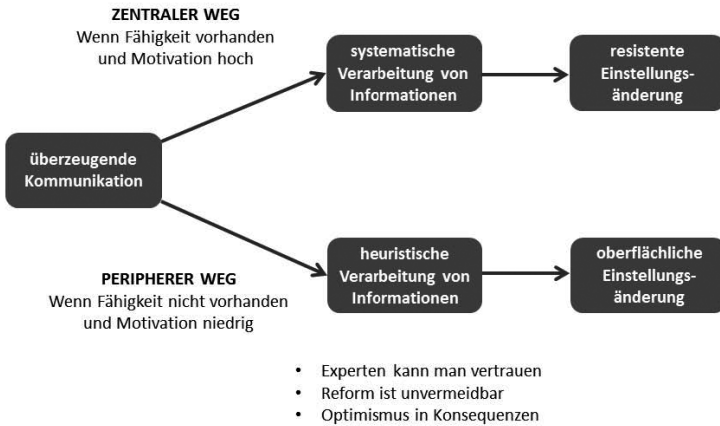 ZENTRALER WEG
Wenn Fähigkeit vorhanden
und Motivation hoch
systematische
Verarbeitung von
Informationen
resistente
Einstellungs-
änderung
überzeugende
Kommunikation
PERIPHERER WEG
Wenn Fähigkeit nicht vorhanden
und Motivation niedrig
heuristische
Verarbeitung von
Informationen
oberflächliche
Einstellungs-
änderung
• Experten kann man vertrauen
• Reform ist unvermeidbar
• Optimismus in Konsequenzen